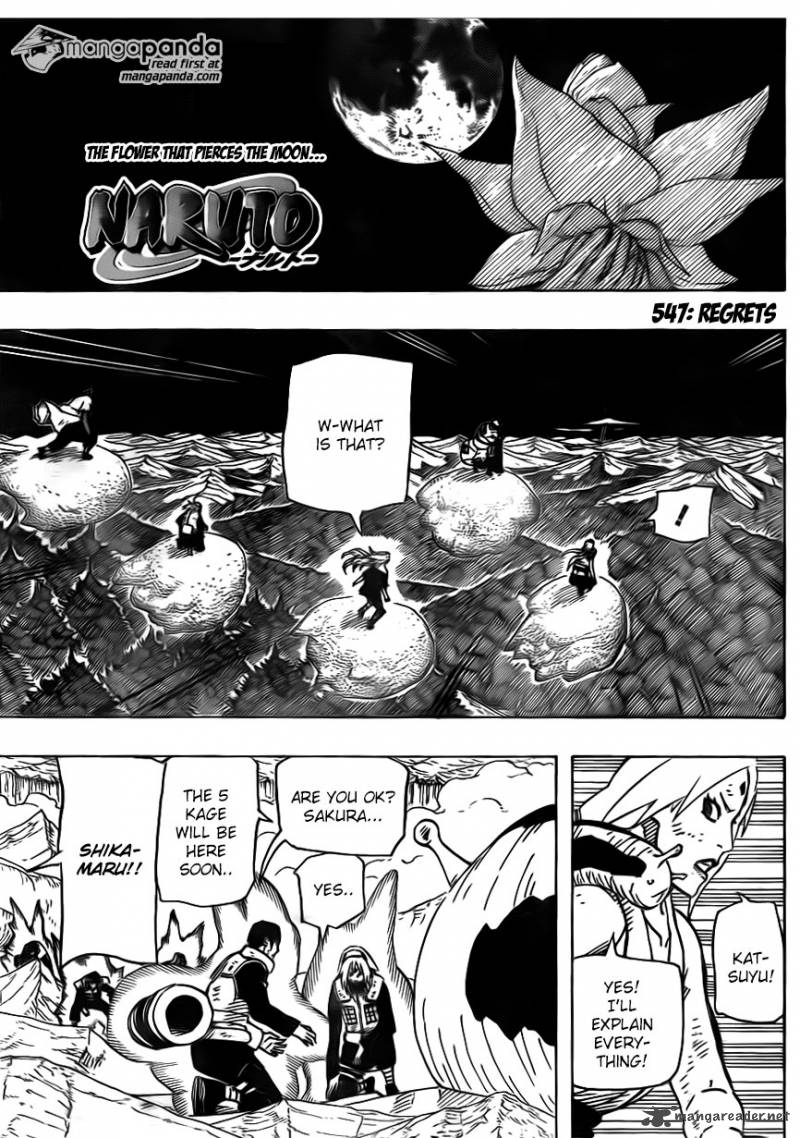 mangapanda
read first at
mangapanda.com
THE FLOWER THAT PIERCES THE MOON...
NARUTO
-ナルト-
547: REGRETS
W-WHAT
IS THAT?
!
KAT-
SUYU!
YES!
I'LL
EXPLAIN
EVERY-
THING!
ARE YOU OK?
SAKURA...
YES..
THE 5
KAGE
WILL BE
HERE
SOON..
SHIKA-
MARU!!
mangareader.net